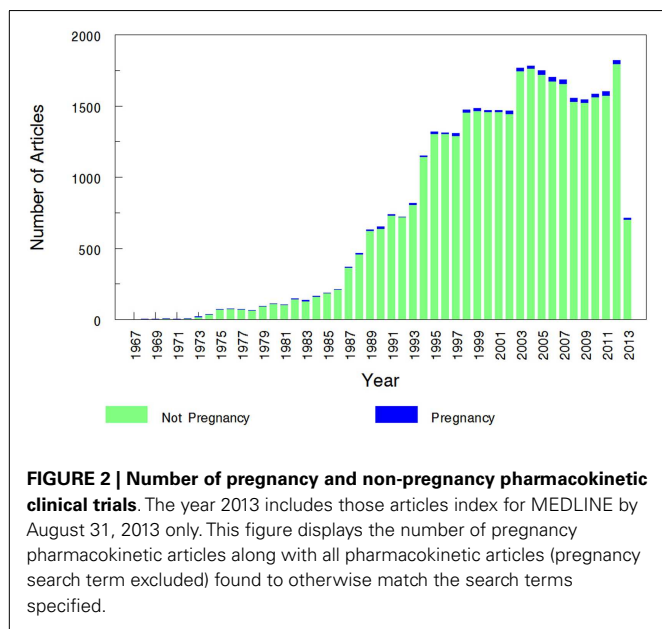 2000
1500
1000
500
0
Number of Articles
1967
1969
1971
1973
1975
1977
1979
1981
1983
1985
1987
1989
1991
1993
1995
1997
1999
2001
2003
2005
2007
2009
2011
2013
Year
Not Pregnancy
Pregnancy
FIGURE 2 | Number of pregnancy and non-pregnancy pharmacokinetic
clinical trials. The year 2013 includes those articles index for MEDLINE by
August 31, 2013 only. This figure displays the number of pregnancy
pharmacokinetic articles along with all pharmacokinetic articles (pregnancy
search term excluded) found to otherwise match the search terms
specified.